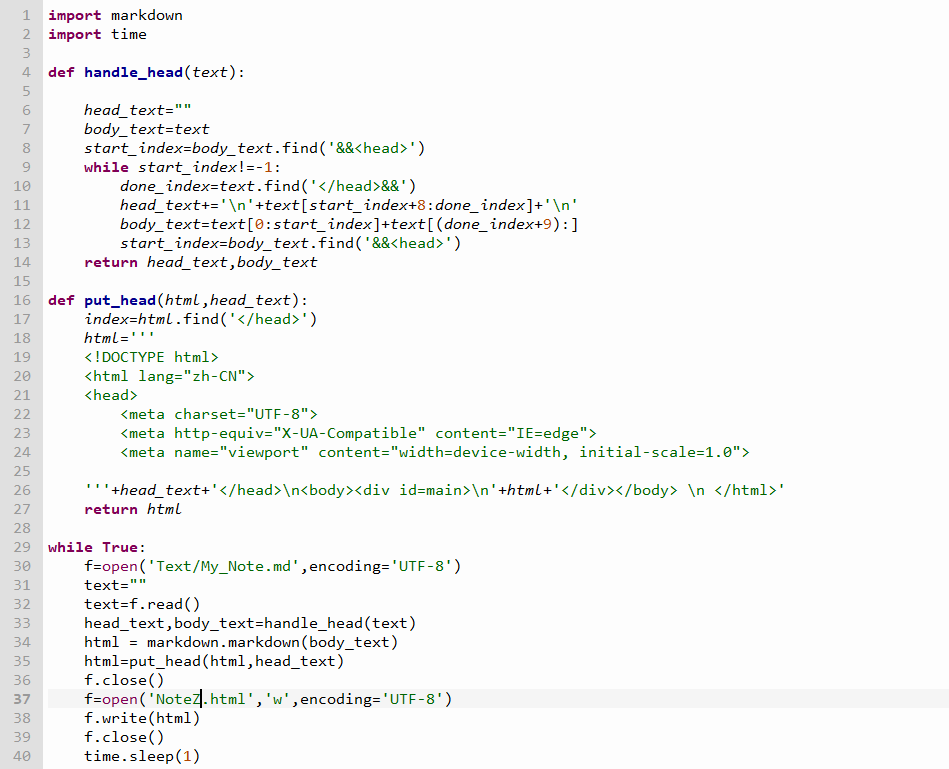 1 import markdown
2 import time
3
4 def handle_head(text):
5
6     head_text=""
7     body_text=text
8     start_index=body_text.find('&&<head>')
9     while start_index!=-1:
10         done_index=text.find('</head>&&')
11         head_text+='\n'+text[start_index+8:done_index]+'\n'
12         body_text=text[0:start_index]+text[(done_index+9):]
13         start_index=body_text.find('&&<head>')
14     return head_text,body_text
15
16 def put_head(html,head_text):
17     index=html.find('</head>')
18     html='''
19     <!DOCTYPE html>
20     <html lang="zh-CN">
21     <head>
22         <meta charset="UTF-8">
23         <meta http-equiv="X-UA-Compatible" content="IE=edge">
24         <meta name="viewport" content="width=device-width, initial-scale=1.0">
25
26     '''+head_text+'</head>\n<body><div id=main>\n'+html+'</div></body> \n </html>'
27     return html
28
29 while True:
30     f=open('Text/My_Note.md',encoding='UTF-8')
31     text=""
32     text=f.read()
33     head_text,body_text=handle_head(text)
34     html = markdown.markdown(body_text)
35     html=put_head(html,head_text)
36     f.close()
37     f=open('NoteZ.html','w',encoding='UTF-8')
38     f.write(html)
39     f.close()
40     time.sleep(1)